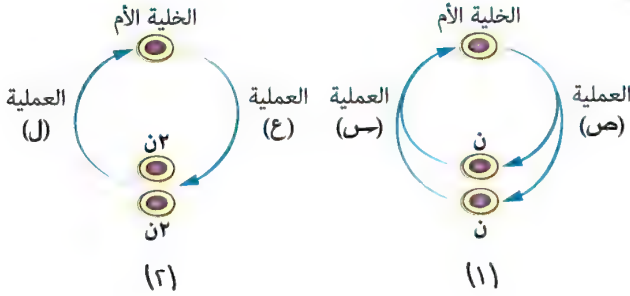 الخلية الأم
العملية
(ص)
العملية
(س)
ن
ن
(١)
الخلية الأم
العملية
(ع)
العملية
(ل)
٢ن
٢ن
(٢)